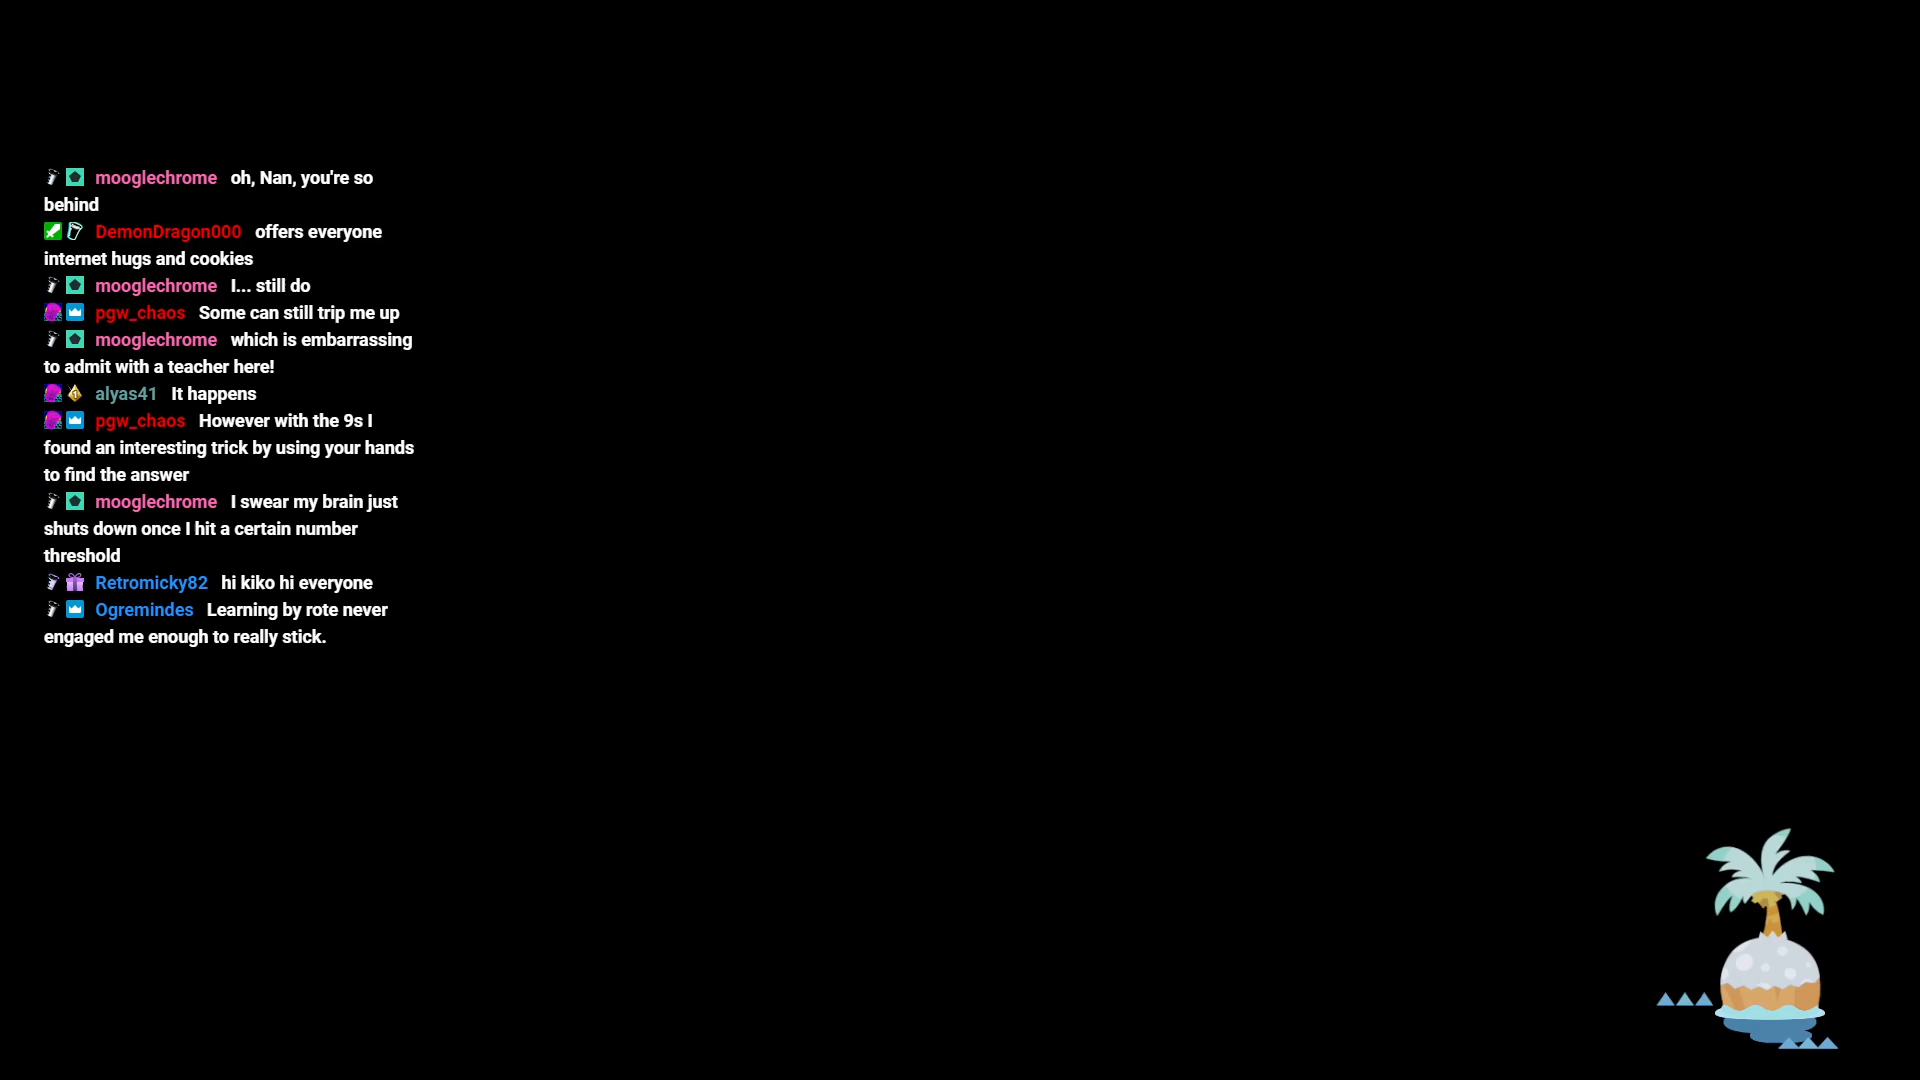 mooglechrome oh, Nan, you're so
behind
DemonDragon000 offers everyone
internet hugs and cookies
mooglechrome I... still do
pgw_chaos Some can still trip me up
mooglechrome which is embarrassing
to admit with a teacher here!
alyas41 It happens
pgw_chaos However with the 9s I
found an interesting trick by using your hands
to find the answer
mooglechrome I swear my brain just
shuts down once I hit a certain number
threshold
Retromicky82 hi kiko hi everyone
Ogremindes Learning by rote never
engaged me enough to really stick.